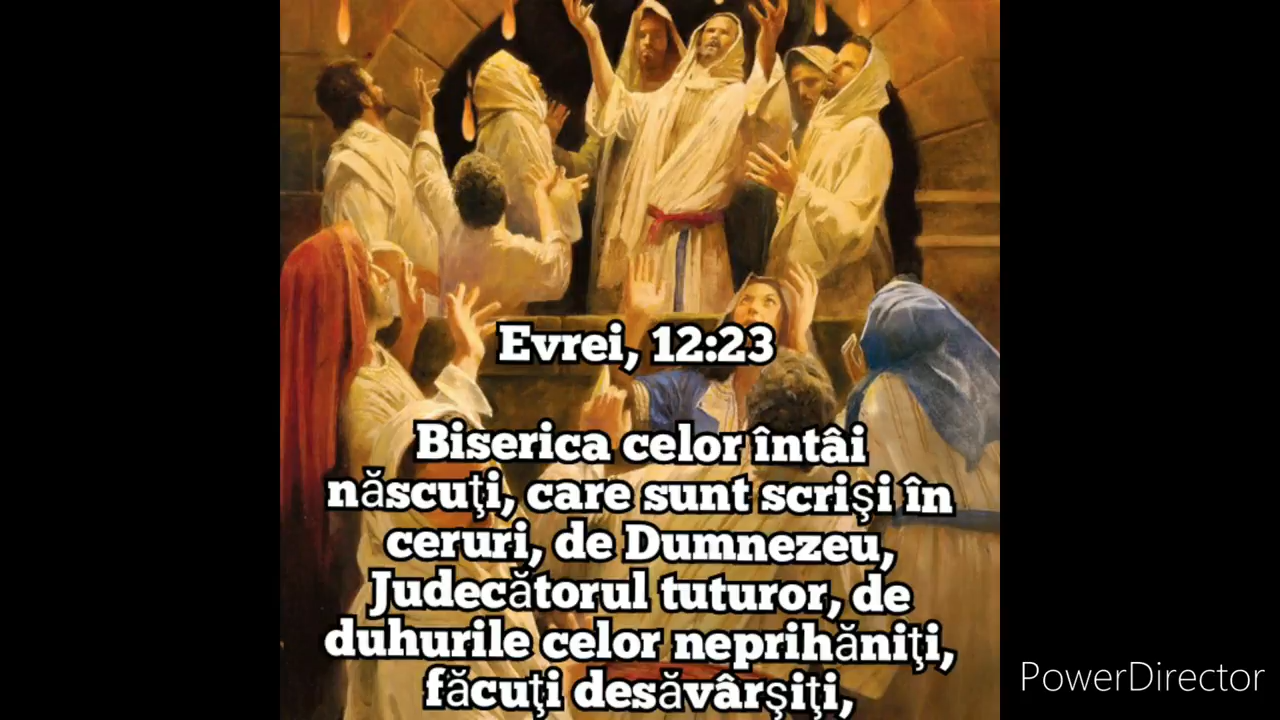 Evrei, 12:23
Biserica celor întâi
născuţi, care sunt scrişi în
ceruri, de Dumnezeu,
Judecătorul tuturor, de
duhurile celor neprihăniţi,
făcuţi desăvârşiţi,
PowerDirector